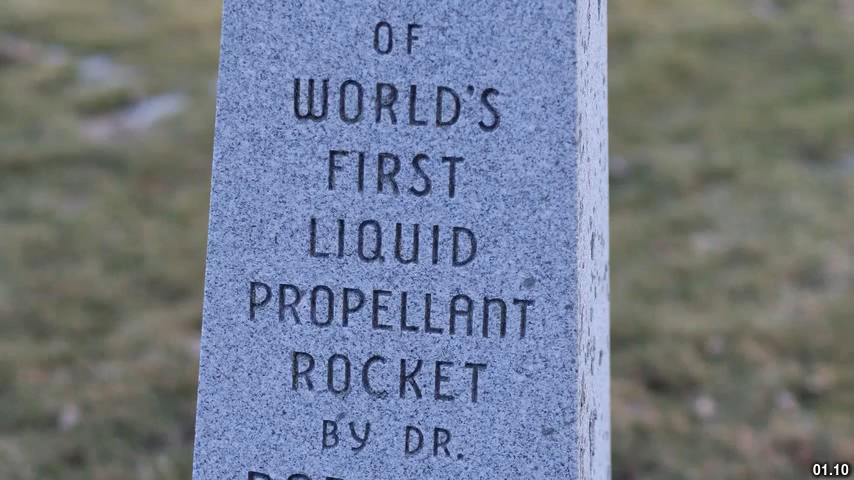 OF
WORLD'S
FIRST
LIQUID
PROPELLANT
ROCKET
BY DR.
01.10